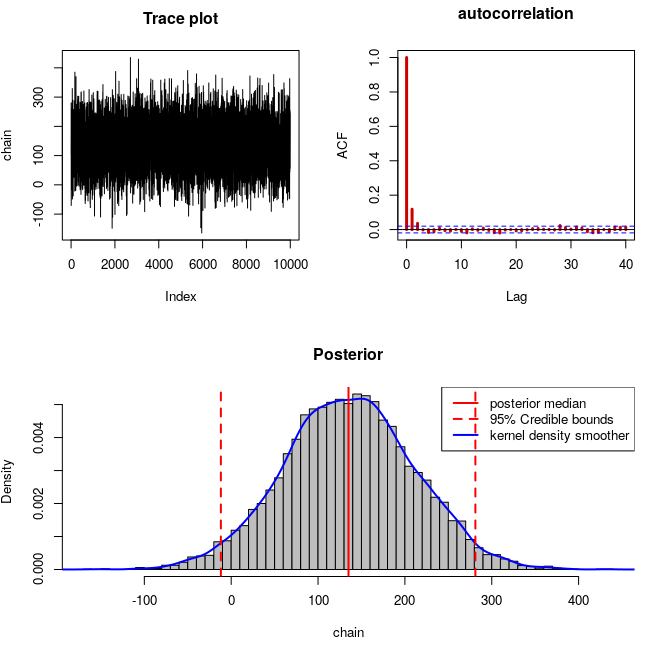 Trace plot
chain
300
100
0
-100
0 2000 4000 6000 8000 10000
Index
autocorrelation
ACF
1.0
0.8
0.6
0.4
0.2
0.0
0 10 20 30 40
Lag
Posterior
Density
0.004
0.002
0.000
posterior median
95% Credible bounds
kernel density smoother
-100 0 100 200 300 400
chain